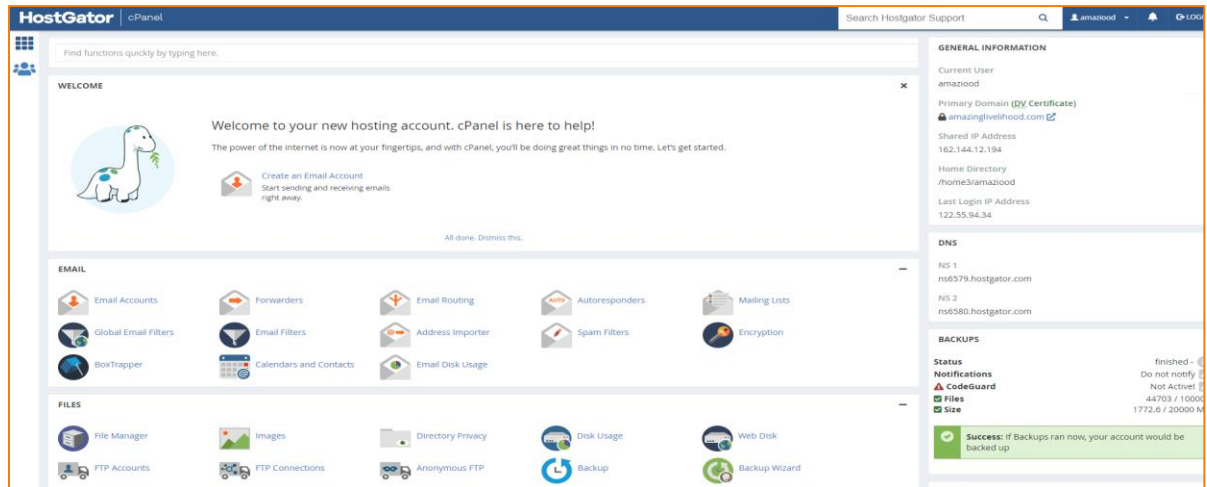 HostGator cPanel
Search Hostgator Support
amaziood
Find functions quickly by typing here.
WELCOME
Welcome to your new hosting account. cPanel is here to help!
The power of the internet is now at your fingertips, and with cPanel, you'll be doing great things in no time. Let's get started.
Create an Email Account
Start sending and receiving emails
right away.
All done. Dismiss this.
EMAIL
Email Accounts
Forwarders
Email Routing
AUTO
Autoresponders
Mailing Lists
Global Email Filters
Email Filters
Address Importer
Spam Filters
Encryption
BoxTrapper
Calendars and Contacts
Email Disk Usage
FILES
File Manager
Images
Directory Privacy
Disk Usage
Web Disk
FTP Accounts
FTP Connections
Anonymous FTP
Backup
Backup Wizard
GENERAL INFORMATION
Current User
amaziood
Primary Domain (DV Certificate)
amazinglivelihood.com
Shared IP Address
162.144.12.194
Home Directory
/home3/amaziood
Last Login IP Address
122.55.94.34
DNS
NS 1
ns6579.hostgator.com
NS 2
ns6580.hostgator.com
BACKUPS
Status finished -
Notifications Do not notify
CodeGuard Not Active!
Files 44703 / 10000
Size 1772.6 / 20000 M
Success: If Backups ran now, your account would be
backed up